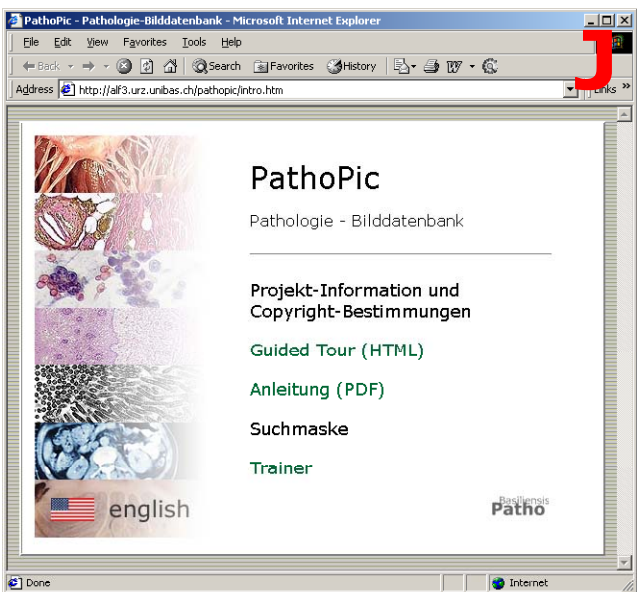 PathoPic - Pathologie-Bilddatenbank - Microsoft Internet Explorer
File Edit View Favorites Tools Help
Back Search Favorites History
J
Address http://alf3.urz.unibas.ch/pathopic/intro.htm Links »
PathoPic
Pathologie - Bilddatenbank
Projekt-Information und
Copyright-Bestimmungen
Guided Tour (HTML)
Anleitung (PDF)
Suchmaske
Trainer
english
Basiliensis
Patho
Done Internet